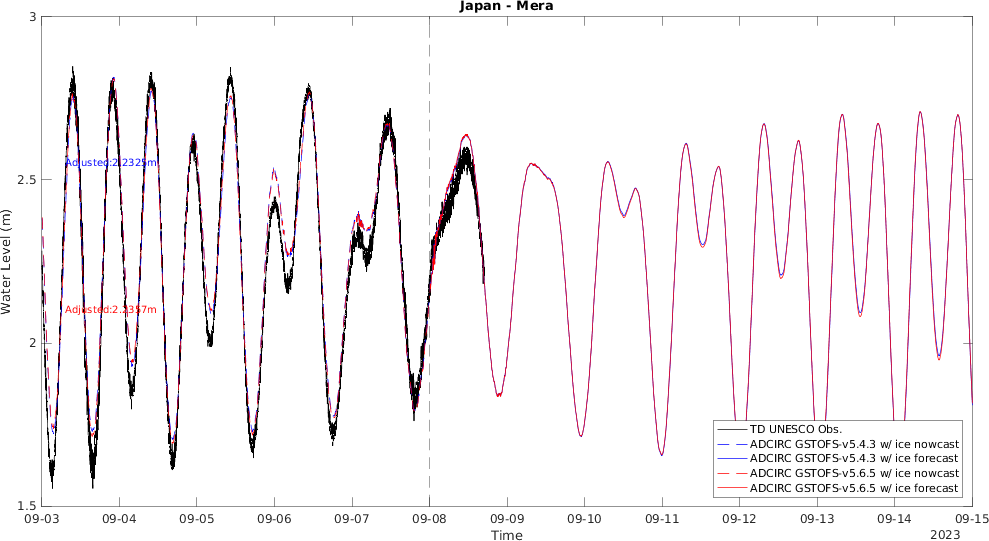 Japan - Mera
3
2.5
2
1.5
Water Level (m)
Adjusted:2.2325m
Adjusted:2.2357m
TD UNESCO Obs.
ADCIRC GSTOFS-v5.4.3 w/ ice nowcast
ADCIRC GSTOFS-v5.4.3 w/ ice forecast
ADCIRC GSTOFS-v5.6.5 w/ ice nowcast
ADCIRC GSTOFS-v5.6.5 w/ ice forecast
09-03 09-04 09-05 09-06 09-07 09-08 09-09 09-10 09-11 09-12 09-13 09-14 09-15
Time
2023